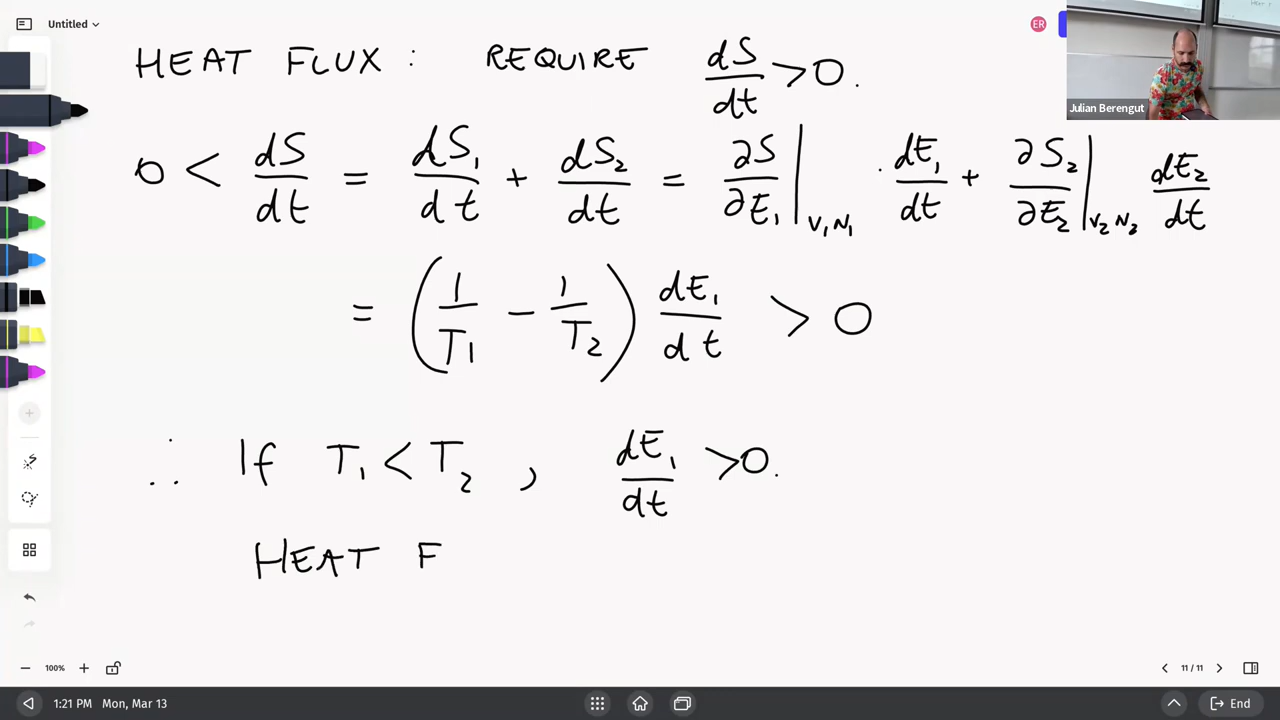 Untitled
ER
HEAT FLUX : REQUIRE dS/dt > 0.
Julian Berengut
0 < dS/dt = dS₁/dt + dS₂/dt = ∂S/∂E₁|V₁N₁ · dE₁/dt + ∂S₂/∂E₂|V₂N₂ dE₂/dt
= (1/T₁ − 1/T₂) dE₁/dt > 0
∴ If T₁ < T₂ , dE₁/dt > 0.
HEAT F
100%
11 / 11
1:21 PM Mon, Mar 13
End